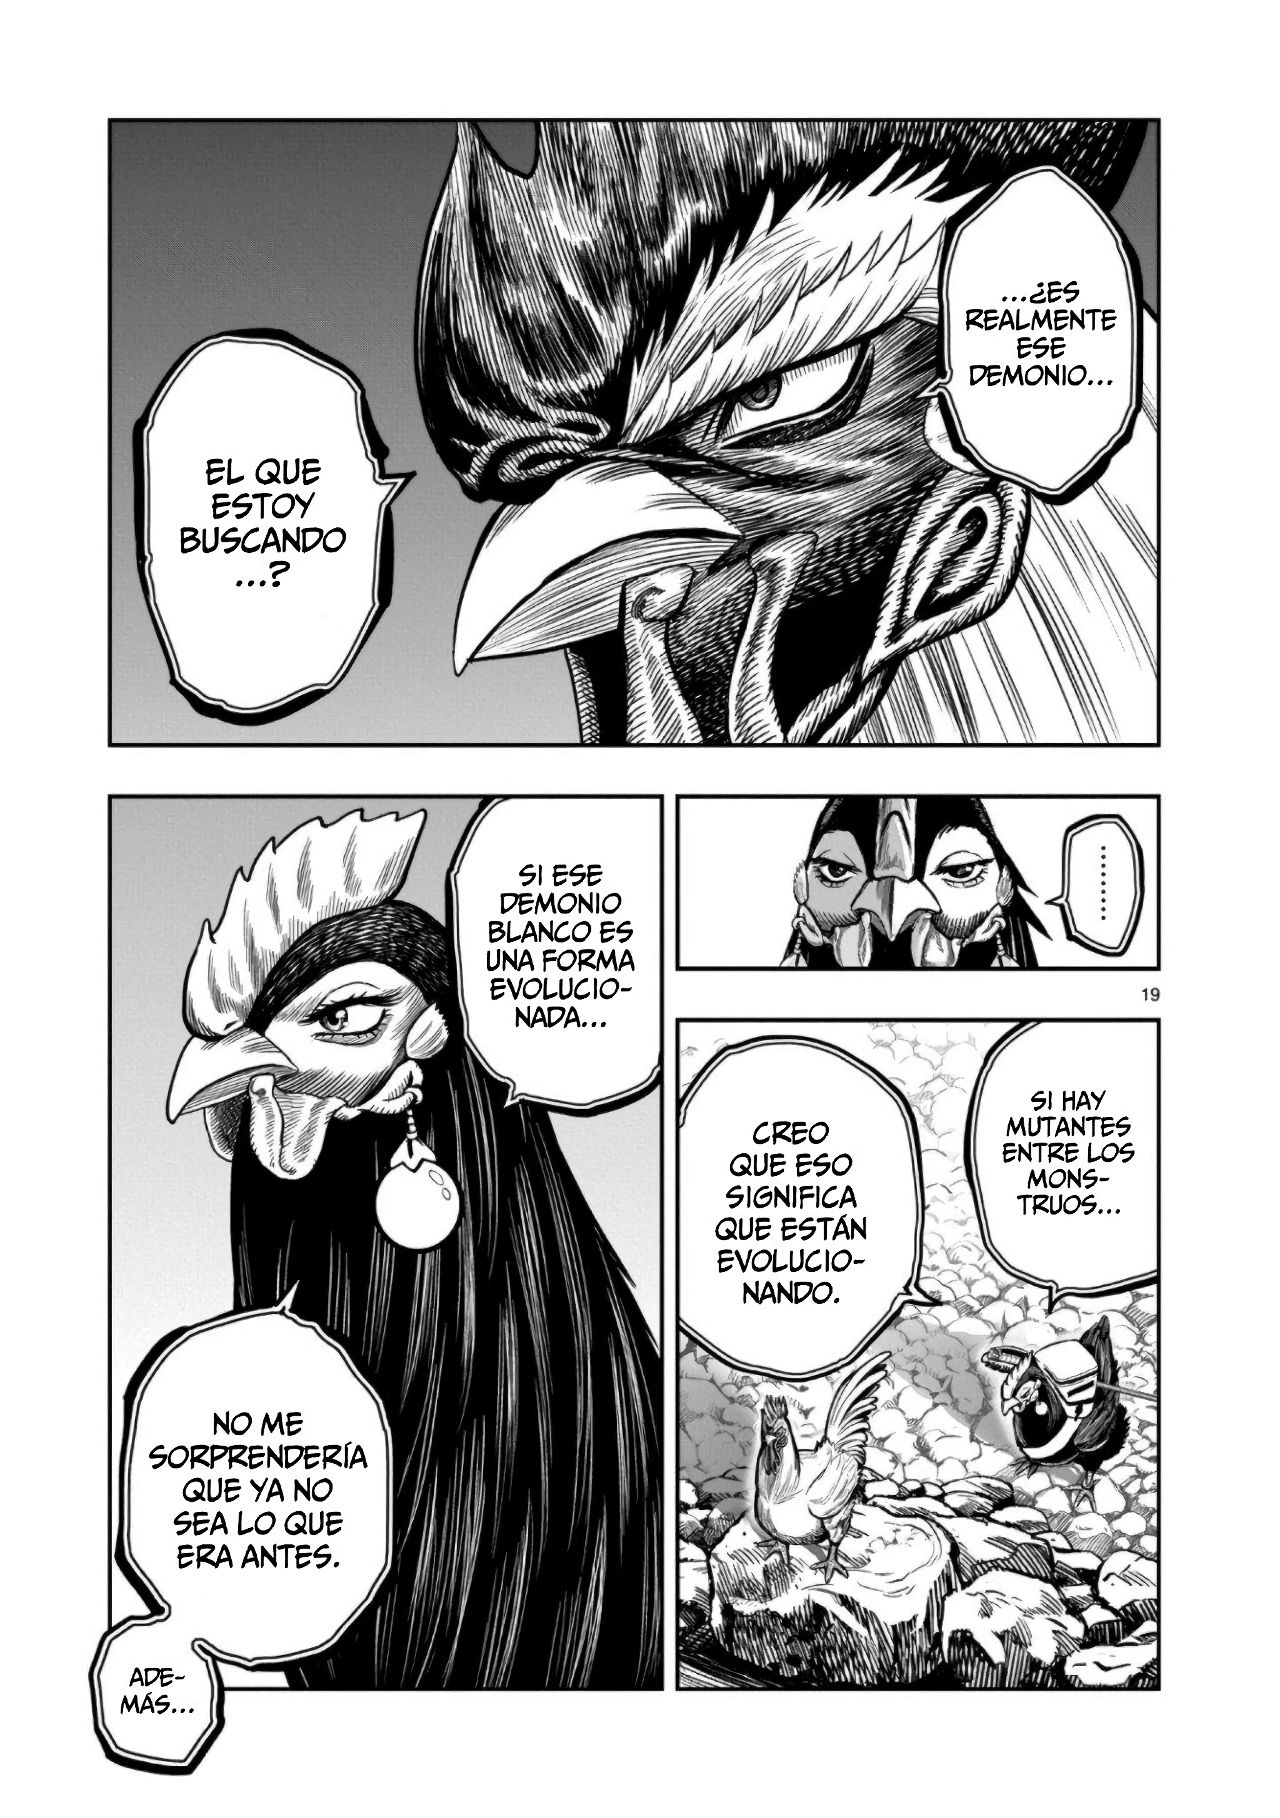 ...¿ES
REALMENTE
ESE
DEMONIO...
EL QUE
ESTOY
BUSCANDO
...?
.........
19
SI HAY
MUTANTES
ENTRE LOS
MONS-
TRUOS...
CREO
QUE ESO
SIGNIFICA
QUE ESTÁN
EVOLUCIO-
NANDO.
SI ESE
DEMONIO
BLANCO ES
UNA FORMA
EVOLUCIO-
NADA...
NO ME
SORPRENDERÍA
QUE YA NO
SEA LO QUE
ERA ANTES.
ADE-
MÁS...